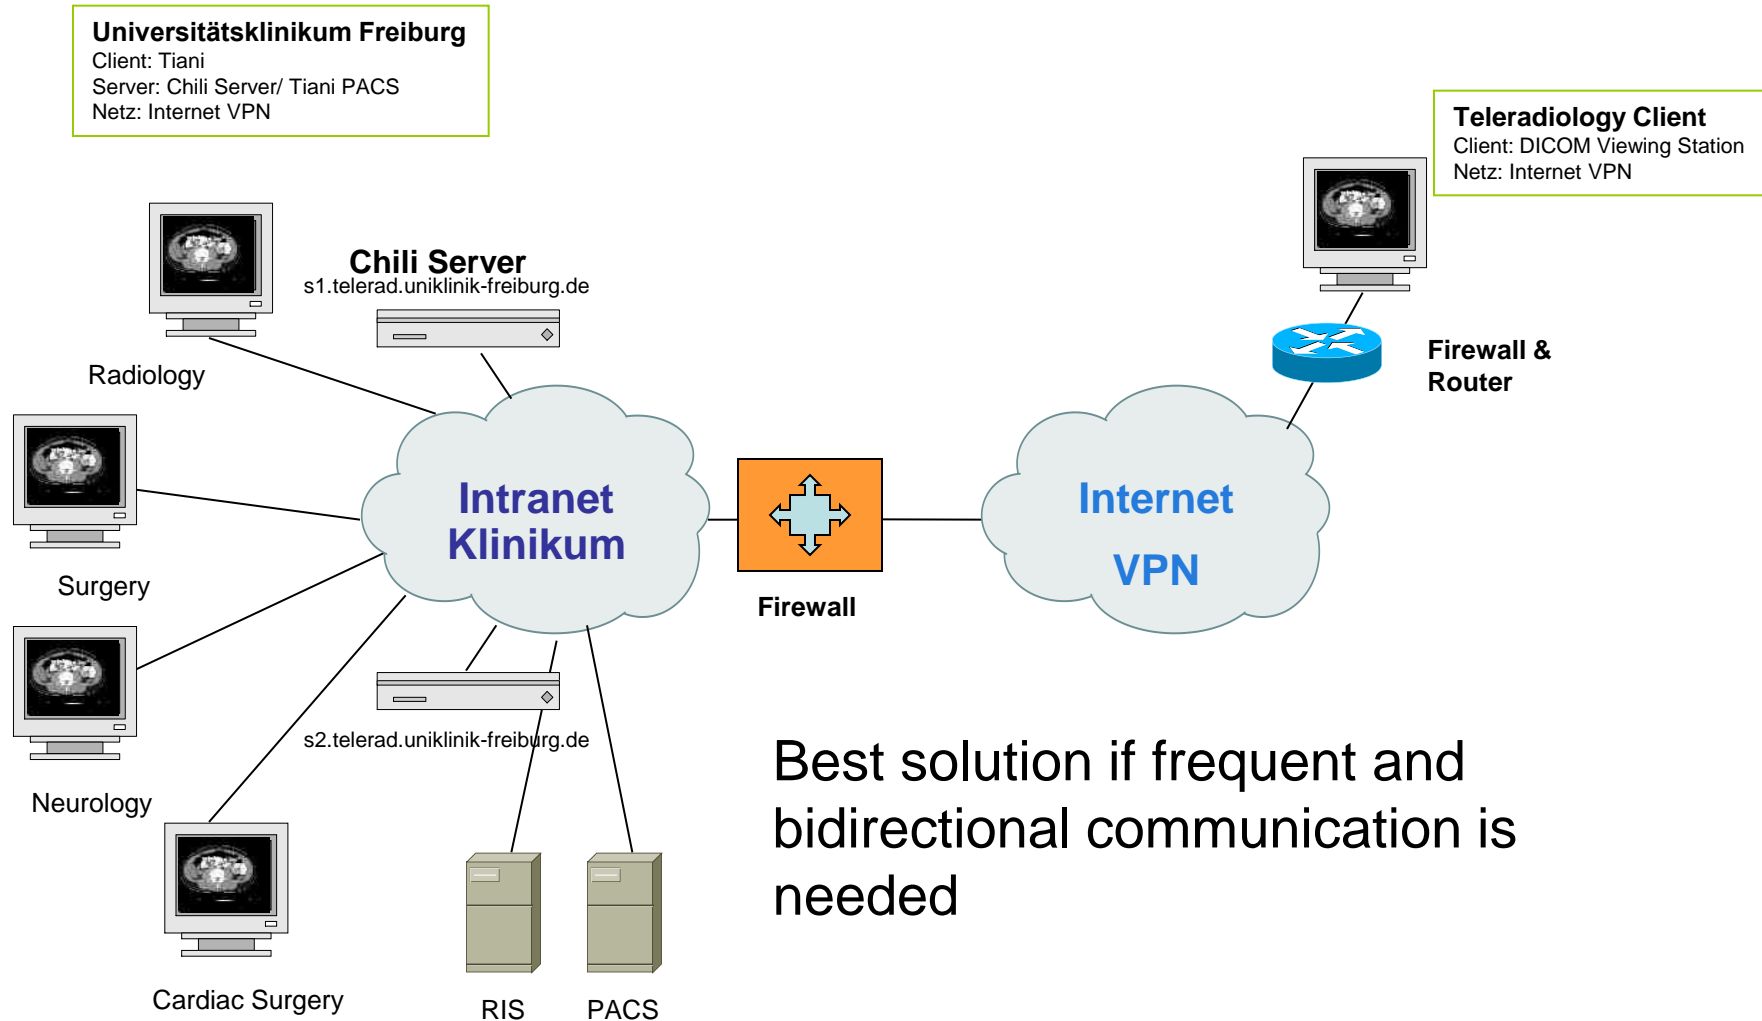 Universitätsklinikum Freiburg
Client: Tiani
Server: Chili Server/ Tiani PACS
Netz: Internet VPN
Teleradiology Client
Client: DICOM Viewing Station
Netz: Internet VPN
Chili Server
s1.telerad.uniklinik-freiburg.de
Radiology
Firewall &
Router
Surgery
Intranet
Klinikum
Firewall
Internet
VPN
Neurology
s2.telerad.uniklinik-freiburg.de
Cardiac Surgery
RIS
PACS
Best solution if frequent and
bidirectional communication is
needed